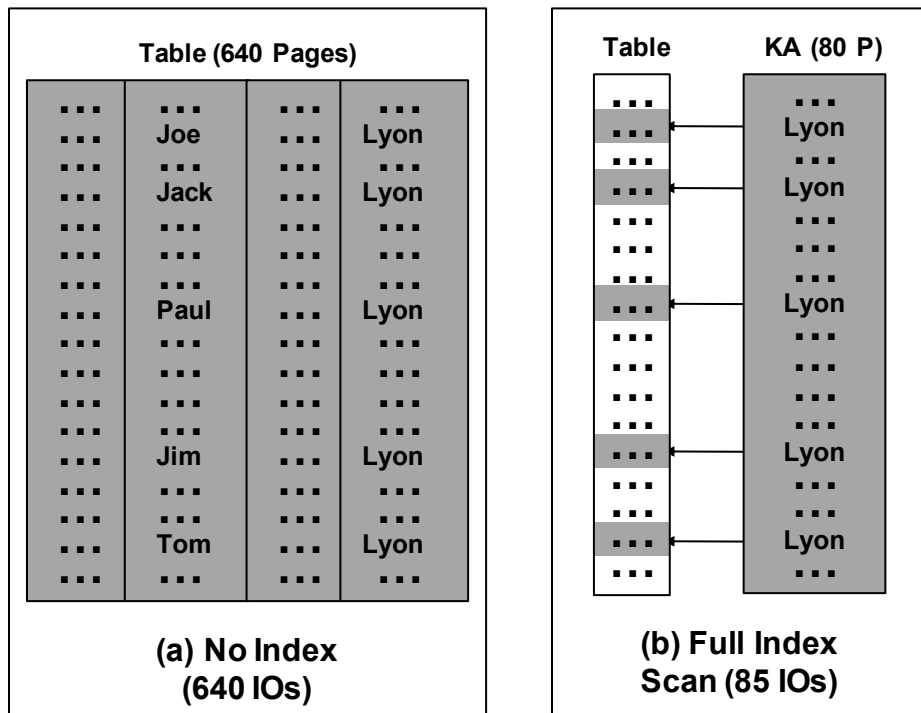 Table (640 Pages)
... ... ... ...
... Joe ... Lyon
... ... ... ...
... Jack ... Lyon
... ... ... ...
... ... ... ...
... ... ... ...
... Paul ... Lyon
... ... ... ...
... ... ... ...
... ... ... ...
... ... ... ...
... Jim ... Lyon
... ... ... ...
... ... ... ...
... Tom ... Lyon
... ... ... ...
(a) No Index
(640 IOs)
Table KA (80 P)
... ...
... Lyon
... ...
... Lyon
... ...
... ...
... ...
... Lyon
... ...
... ...
... ...
... ...
... Lyon
... ...
... ...
... Lyon
... ...
(b) Full Index
Scan (85 IOs)